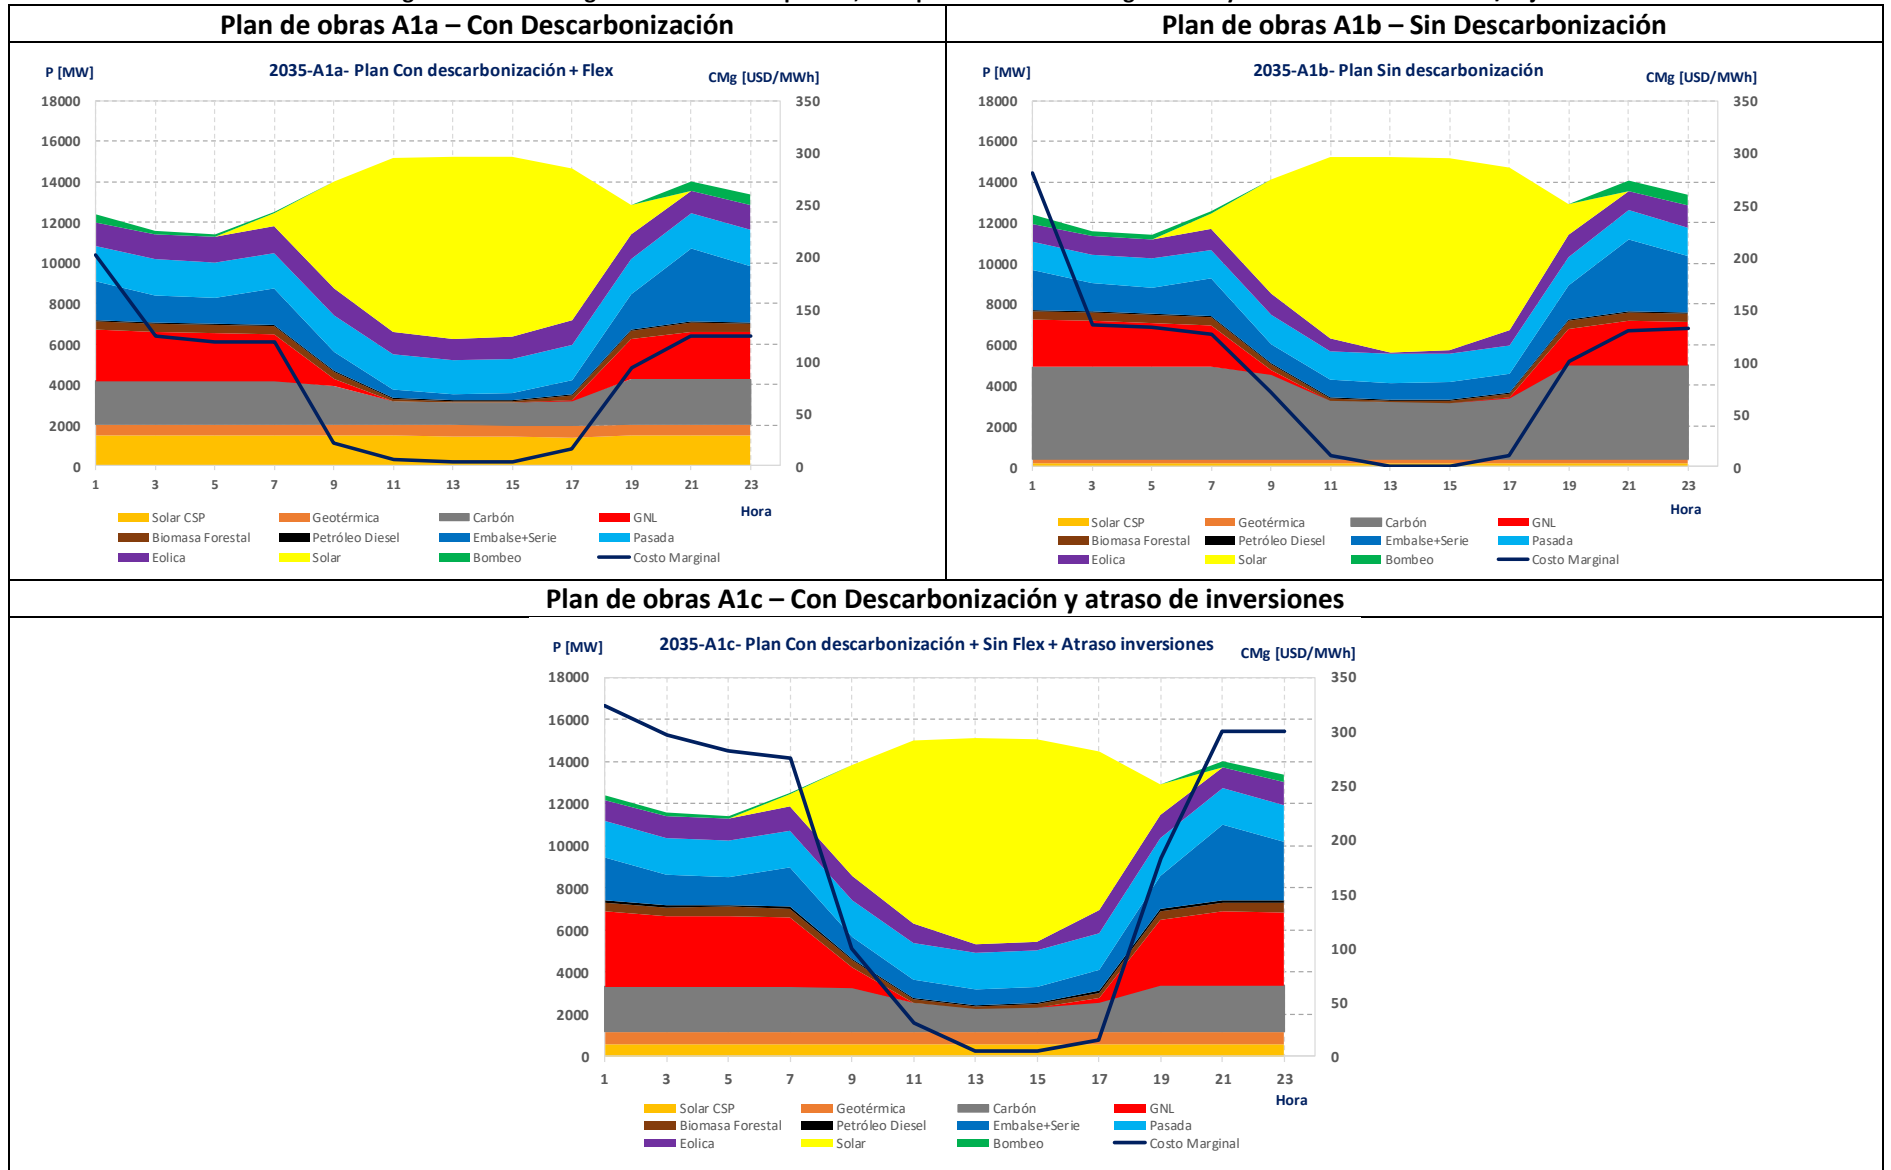 Plan de obras A1a – Con Descarbonización
Plan de obras A1b – Sin Descarbonización
P [MW]
2035-A1a- Plan Con descarbonización + Flex
CMg [USD/MWh]
18000
16000
14000
12000
10000
8000
6000
4000
2000
0
350
300
250
200
150
100
50
0
1 3 5 7 9 11 13 15 17 19 21 23
Hora
Solar CSP Geotérmica Carbón GNL
Biomasa Forestal Petróleo Diesel Embalse+Serie Pasada
Eolica Solar Bombeo Costo Marginal
P [MW]
2035-A1b- Plan Sin descarbonización
CMg [USD/MWh]
18000
16000
14000
12000
10000
8000
6000
4000
2000
0
350
300
250
200
150
100
50
0
1 3 5 7 9 11 13 15 17 19 21 23
Hora
Solar CSP Geotérmica Carbón GNL
Biomasa Forestal Petróleo Diesel Embalse+Serie Pasada
Eolica Solar Bombeo Costo Marginal
Plan de obras A1c – Con Descarbonización y atraso de inversiones
P [MW]
2035-A1c- Plan Con descarbonización + Sin Flex + Atraso inversiones
CMg [USD/MWh]
18000
16000
14000
12000
10000
8000
6000
4000
2000
0
350
300
250
200
150
100
50
0
1 3 5 7 9 11 13 15 17 19 21 23
Hora
Solar CSP Geotérmica Carbón GNL
Biomasa Forestal Petróleo Diesel Embalse+Serie Pasada
Eolica Solar Bombeo Costo Marginal